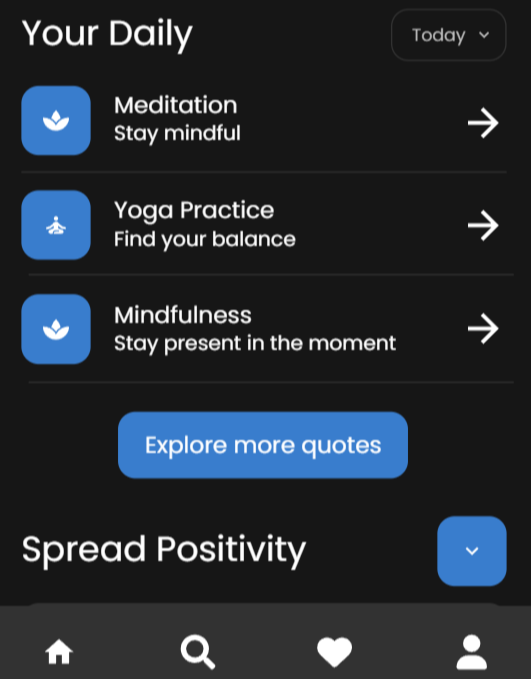 Your Daily
Today
Meditation
Stay mindful
Yoga Practice
Find your balance
Mindfulness
Stay present in the moment
Explore more quotes
Spread Positivity